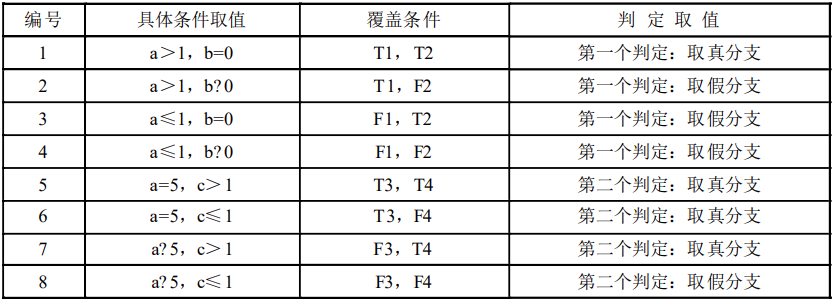 编号 具体条件取值 覆盖条件 判定取值
1 a＞1，b=0 T1，T2 第一个判定：取真分支
2 a＞1，b?0 T1，F2 第一个判定：取假分支
3 a≤1，b=0 F1，T2 第一个判定：取假分支
4 a≤1，b?0 F1，F2 第一个判定：取假分支
5 a=5，c＞1 T3，T4 第二个判定：取真分支
6 a=5，c≤1 T3，F4 第二个判定：取真分支
7 a?5，c＞1 F3，T4 第二个判定：取真分支
8 a?5，c≤1 F3，F4 第二个判定：取假分支